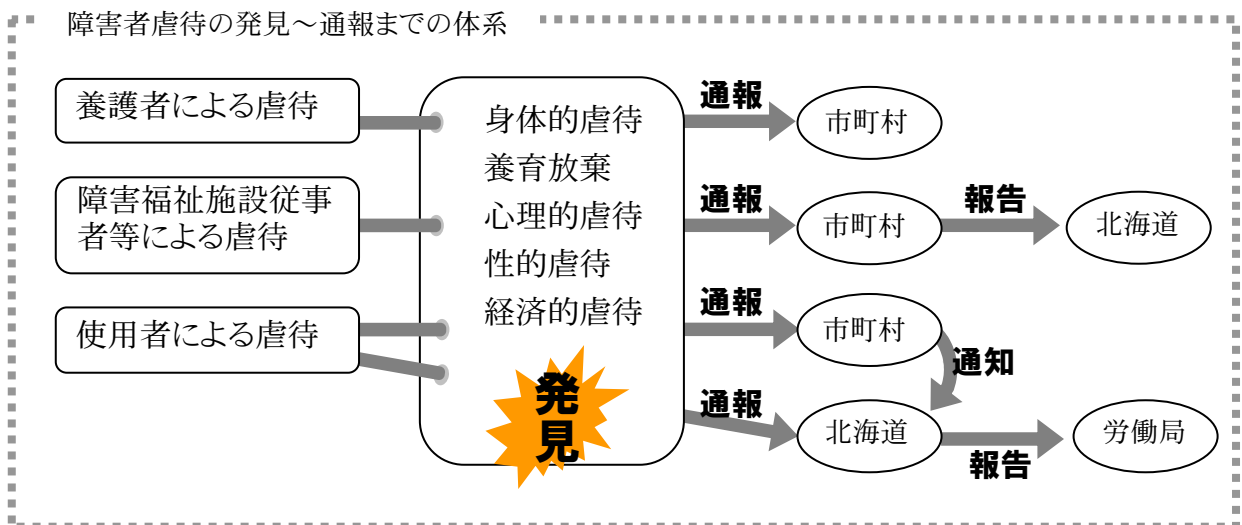 障害者虐待の発見～通報までの体系
養護者による虐待
障害福祉施設従事
者等による虐待
使用者による虐待
身体的虐待
養育放棄
心理的虐待
性的虐待
経済的虐待
発
見
通報
市町村
通報
市町村
報告
北海道
通報
市町村
通知
通報
北海道
報告
労働局